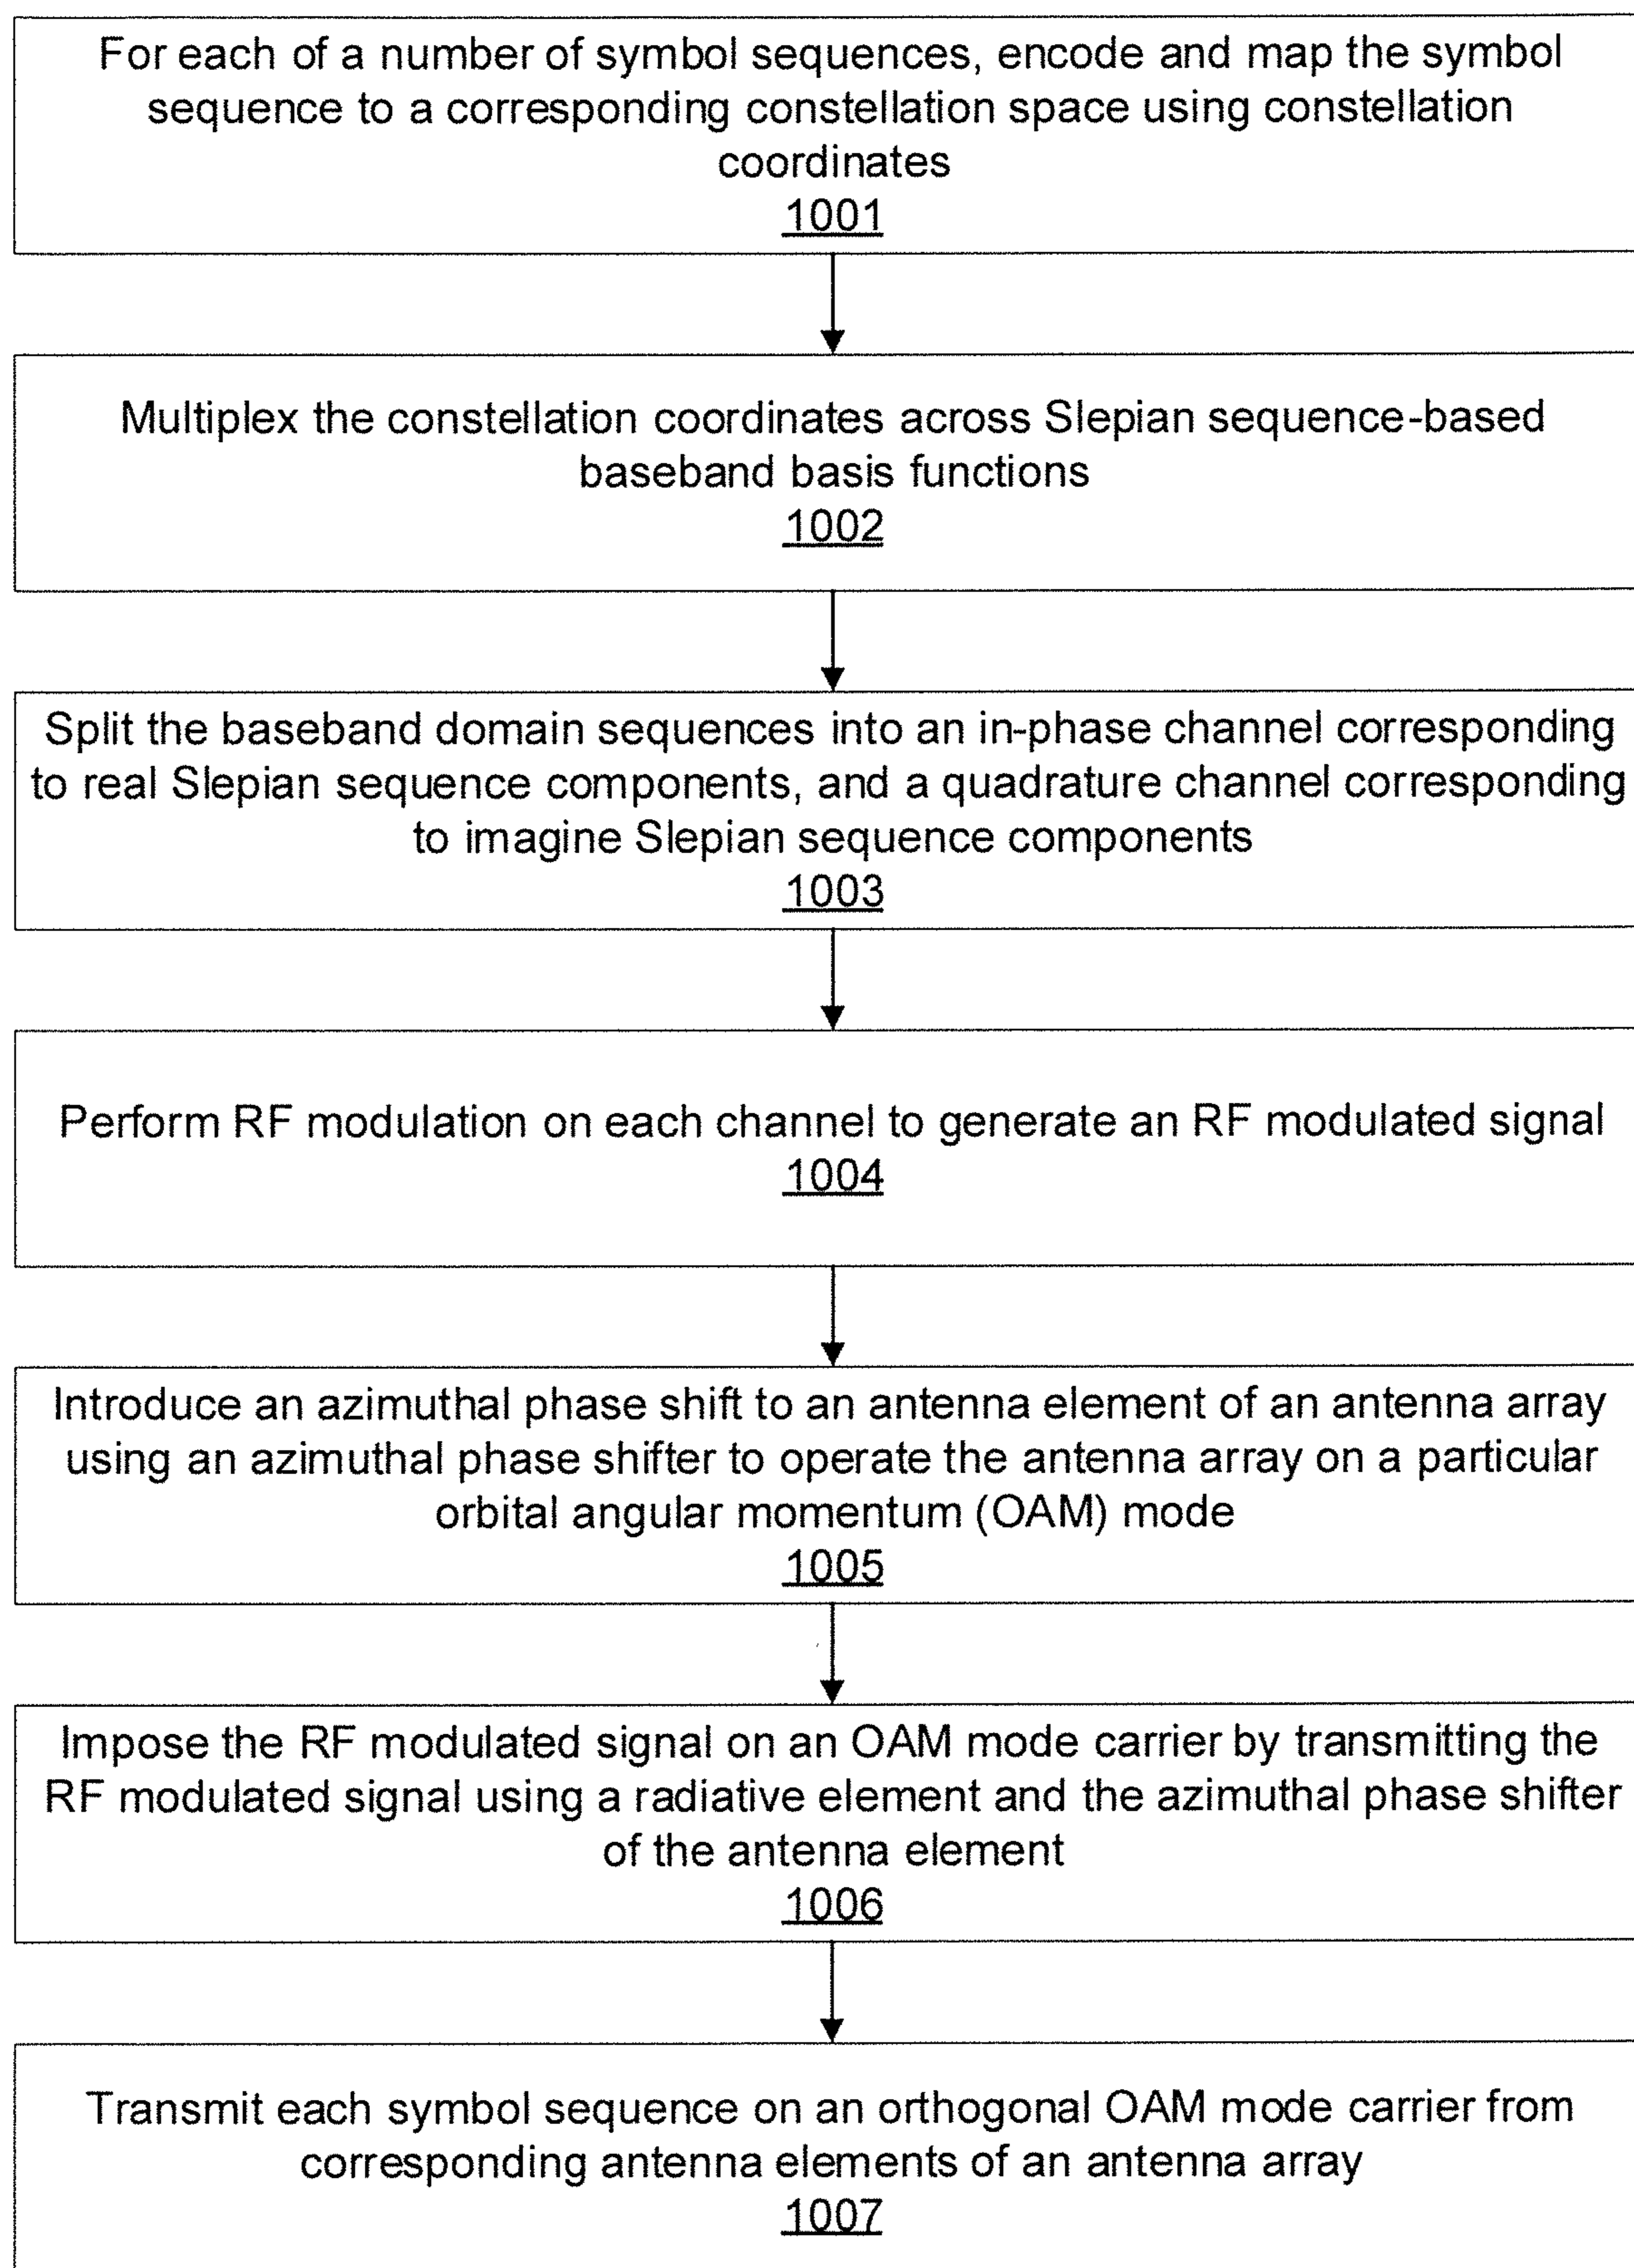 For each of a number of symbol sequences, encode and map the symbol
sequence to a corresponding constellation space using constellation
coordinates
1001
Multiplex the constellation coordinates across Slepian sequence-based
baseband basis functions
1002
Split the baseband domain sequences into an in-phase channel corresponding
to real Slepian sequence components, and a quadrature channel corresponding
to imagine Slepian sequence components
1003
Perform RF modulation on each channel to generate an RF modulated signal
1004
Introduce an azimuthal phase shift to an antenna element of an antenna array
using an azimuthal phase shifter to operate the antenna array on a particular
orbital angular momentum (OAM) mode
1005
Impose the RF modulated signal on an OAM mode carrier by transmitting the
RF modulated signal using a radiative element and the azimuthal phase shifter
of the antenna element
1006
Transmit each symbol sequence on an orthogonal OAM mode carrier from
corresponding antenna elements of an antenna array
1007